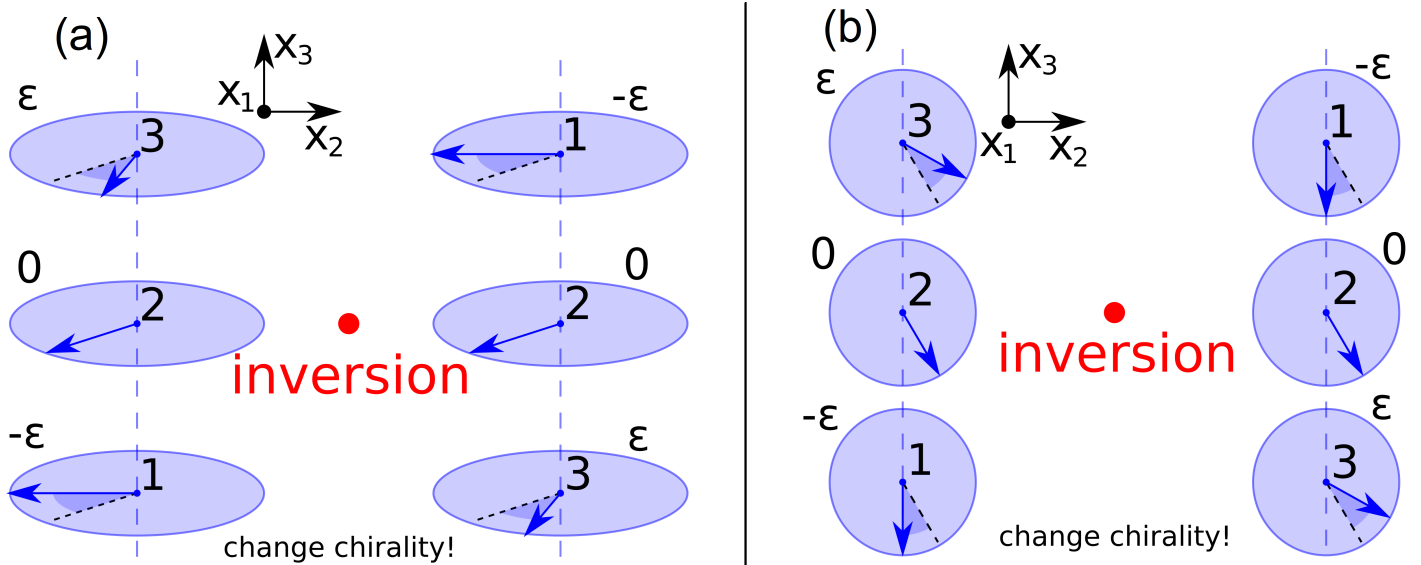 (a)
x3
x1
x2
ε
3
-ε
1
0
2
0
2
inversion
-ε
1
ε
3
change chirality!
(b)
x3
x1
x2
ε
3
-ε
1
0
2
0
2
inversion
-ε
1
ε
3
change chirality!